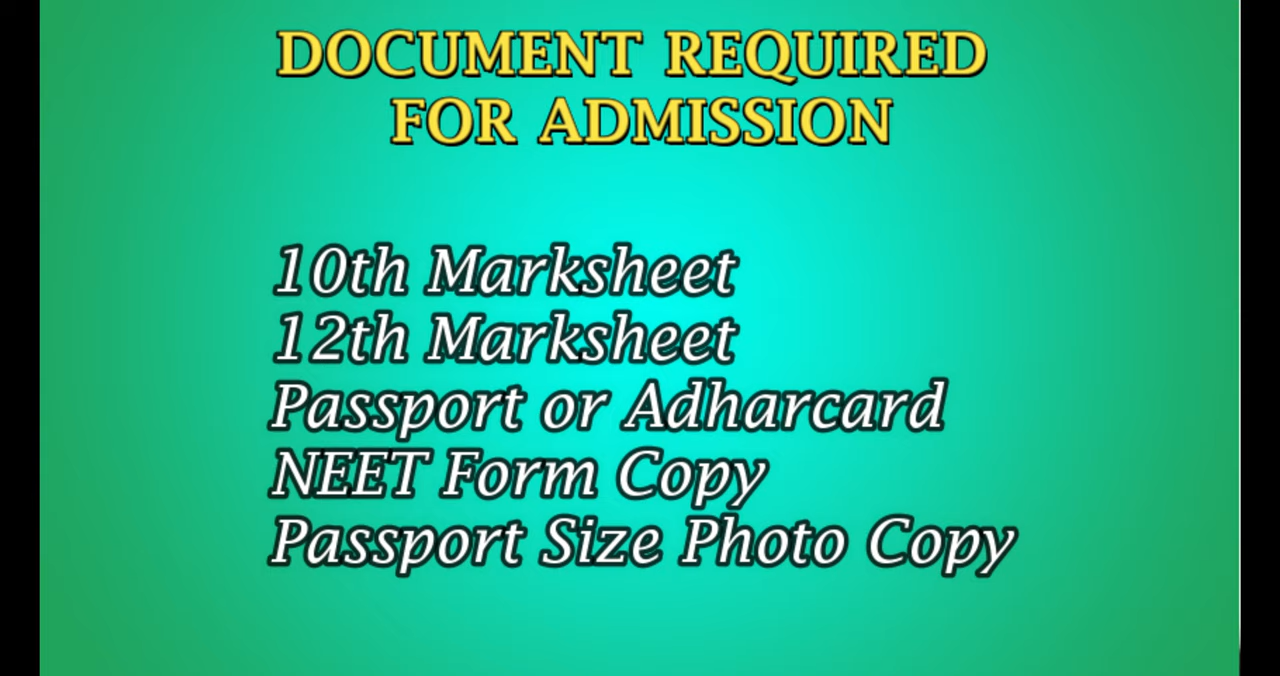 DOCUMENT REQUIRED
FOR ADMISSION
10th Marksheet
12th Marksheet
Passport or Adharcard
NEET Form Copy
Passport Size Photo Copy